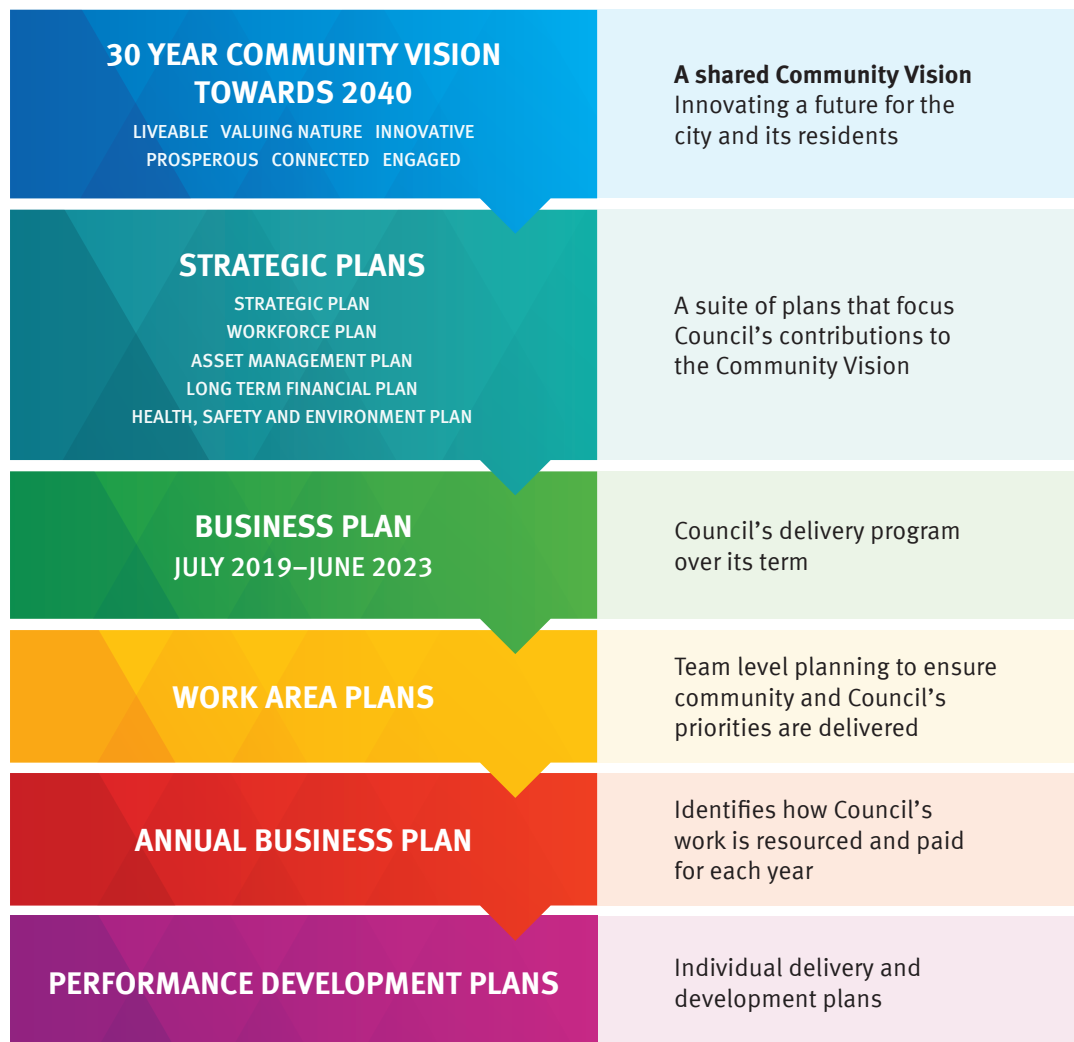 30 YEAR COMMUNITY VISION
TOWARDS 2040
LIVEABLE VALUING NATURE INNOVATIVE
PROSPEROUS CONNECTED ENGAGED
A shared Community Vision
Innovating a future for the
city and its residents
STRATEGIC PLANS
STRATEGIC PLAN
WORKFORCE PLAN
ASSET MANAGEMENT PLAN
LONG TERM FINANCIAL PLAN
HEALTH, SAFETY AND ENVIRONMENT PLAN
A suite of plans that focus
Council’s contributions to
the Community Vision
BUSINESS PLAN
JULY 2019–JUNE 2023
Council’s delivery program
over its term
WORK AREA PLANS
Team level planning to ensure
community and Council’s
priorities are delivered
ANNUAL BUSINESS PLAN
Identifies how Council’s
work is resourced and paid
for each year
PERFORMANCE DEVELOPMENT PLANS
Individual delivery and
development plans